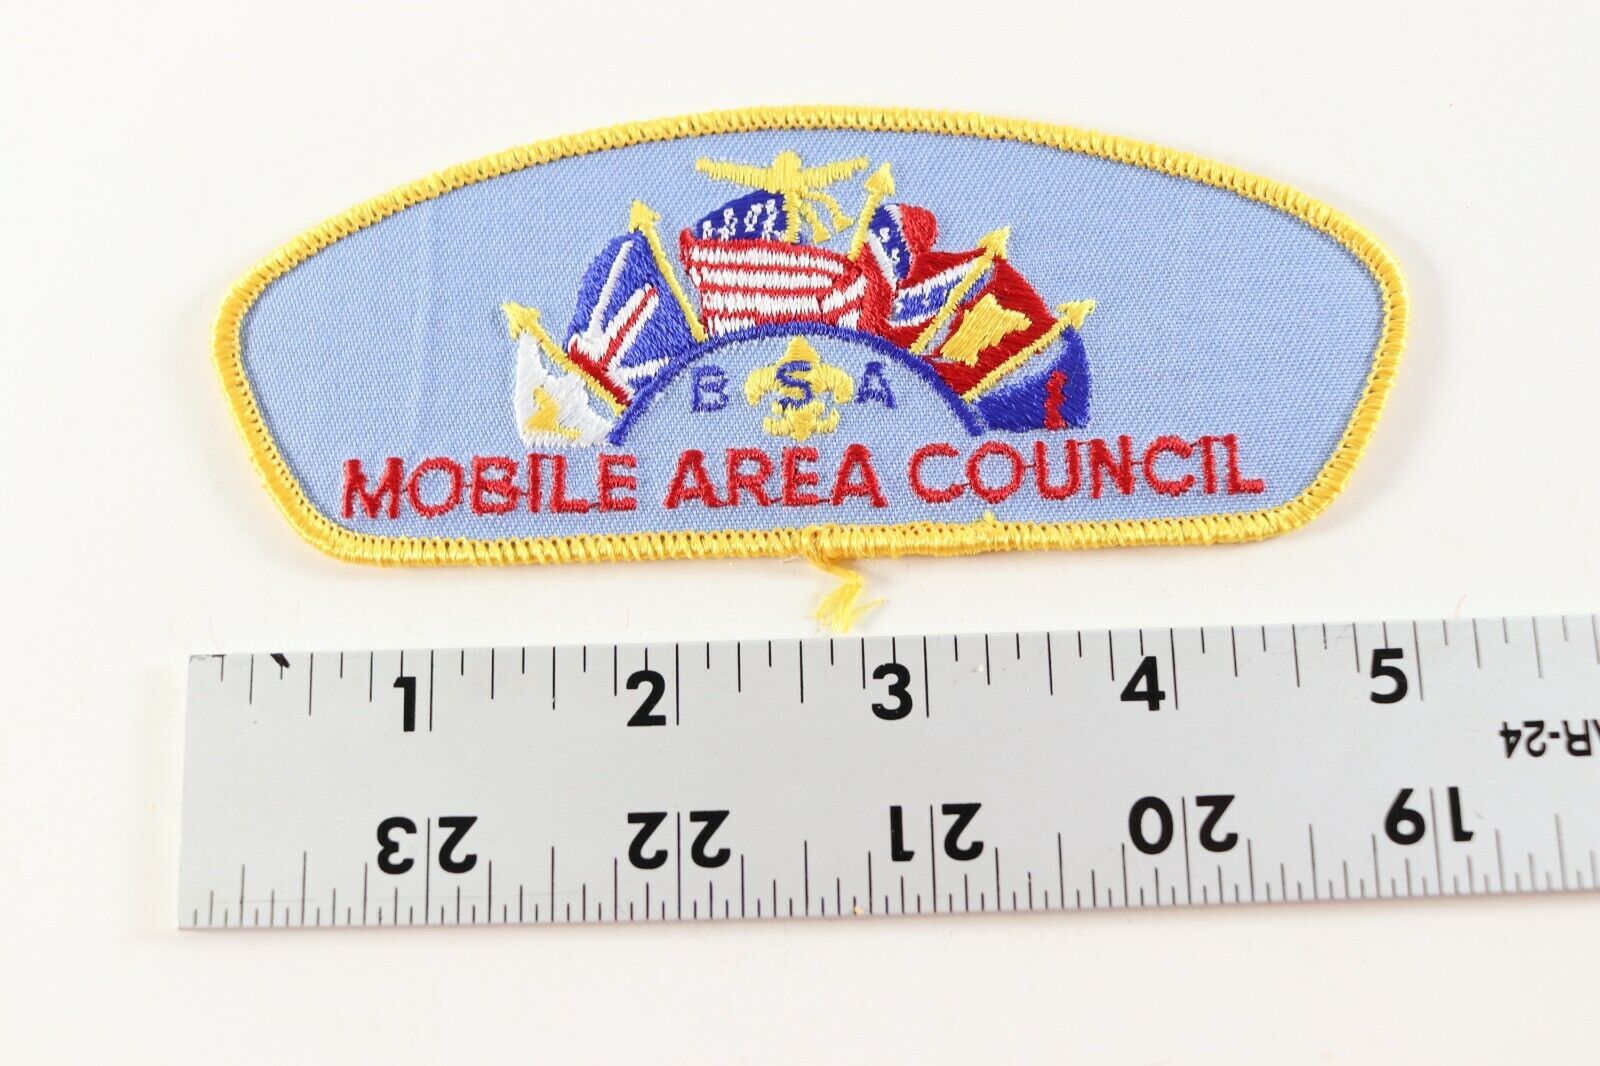 B S A
MOBILE AREA COUNCIL
1 2 3 4 5
AR-24
23 22 21 20 19